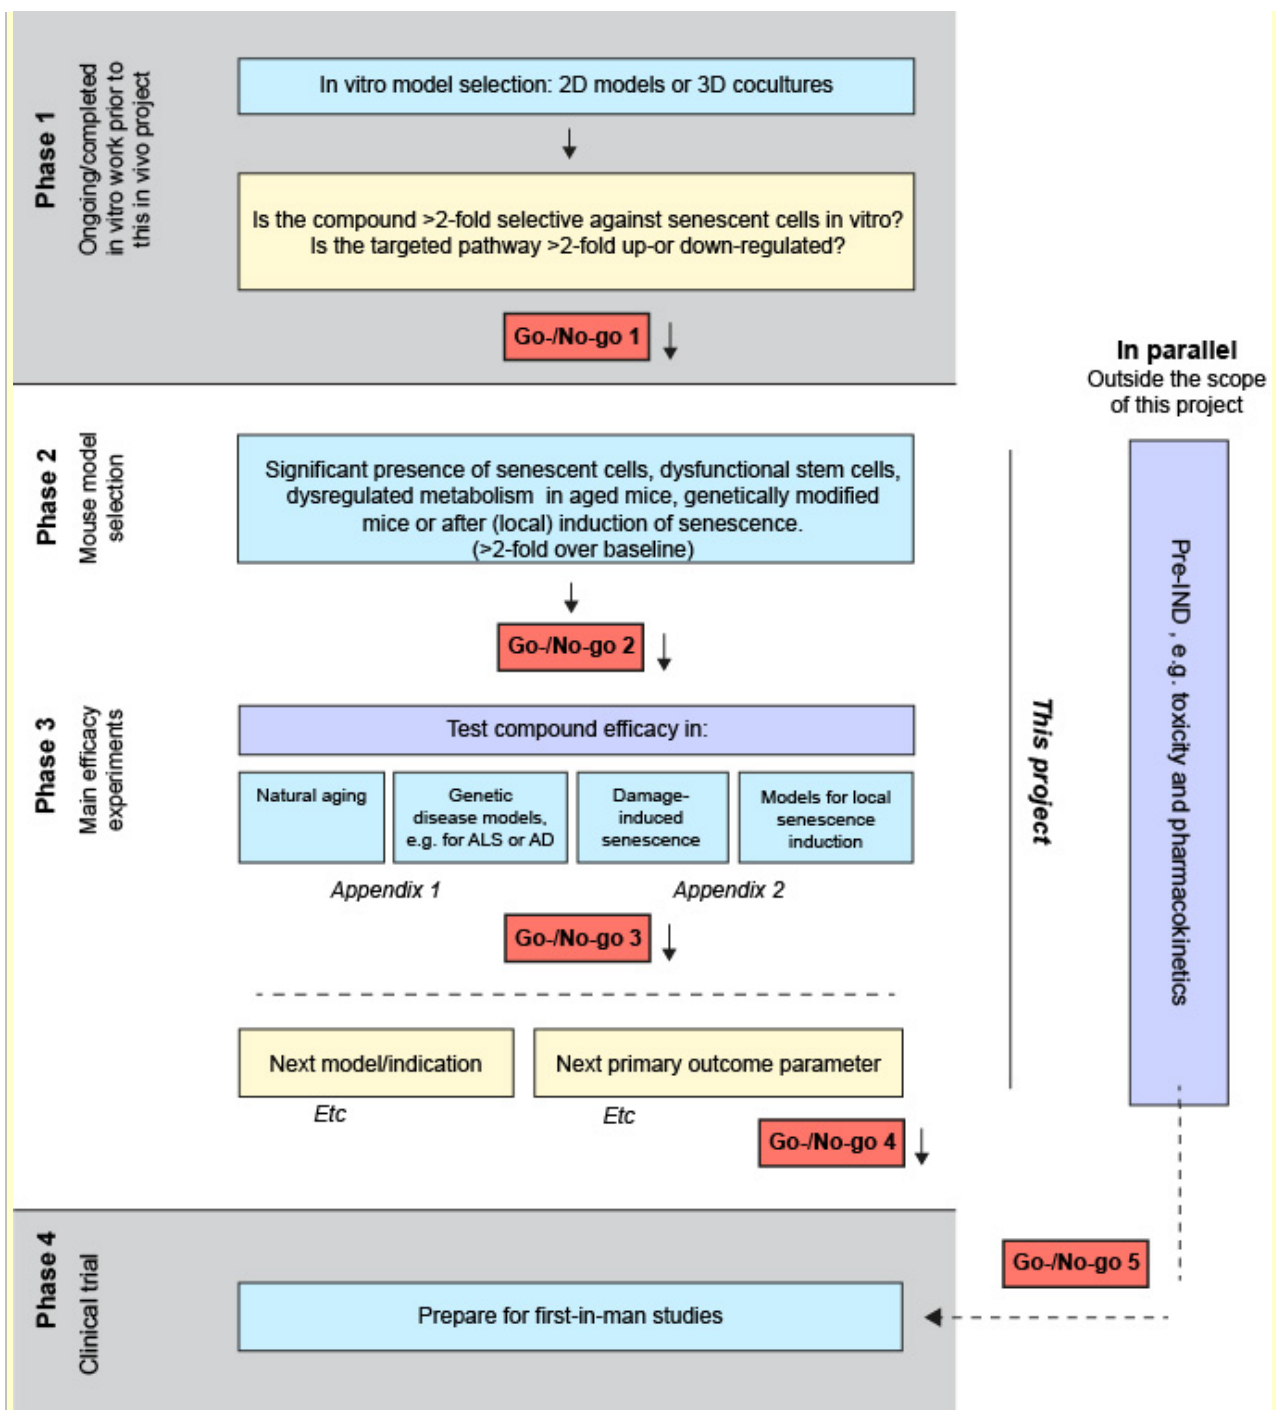 Phase 1
Ongoing/completed
in vitro work prior to
this in vivo project
In vitro model selection: 2D models or 3D cocultures
Is the compound >2-fold selective against senescent cells in vitro?
Is the targeted pathway >2-fold up-or down-regulated?
Go-/No-go 1
In parallel
Outside the scope
of this project
Phase 2
Mouse model
selection
Significant presence of senescent cells, dysfunctional stem cells,
dysregulated metabolism in aged mice, genetically modified
mice or after (local) induction of senescence.
(>2-fold over baseline)
Go-/No-go 2
Phase 3
Main efficacy
experiments
Test compound efficacy in:
Natural aging
Genetic
disease models,
e.g. for ALS or AD
Damage-
induced
senescence
Models for local
senescence
induction
Appendix 1
Appendix 2
Go-/No-go 3
This project
Pre-IND , e.g. toxicity and pharmacokinetics
Next model/indication
Next primary outcome parameter
Etc
Etc
Go-/No-go 4
Phase 4
Clinical trial
Go-/No-go 5
Prepare for first-in-man studies